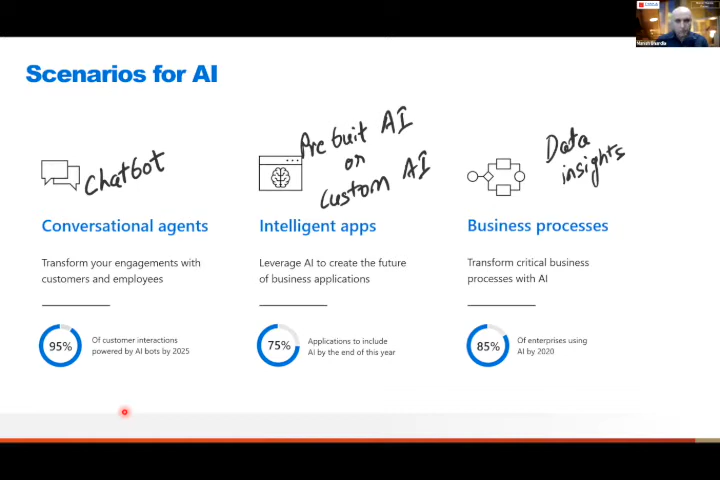 Scenarios for AI
Chatbot
Pre buit AI
or
Custom AI
Data
insights
Conversational agents
Transform your engagements with
customers and employees
95%
Of customer interactions
powered by AI bots by 2025
Intelligent apps
Leverage AI to create the future
of business applications
75%
Applications to include
AI by the end of this year
Business processes
Transform critical business
processes with AI
85%
Of enterprises using
AI by 2020